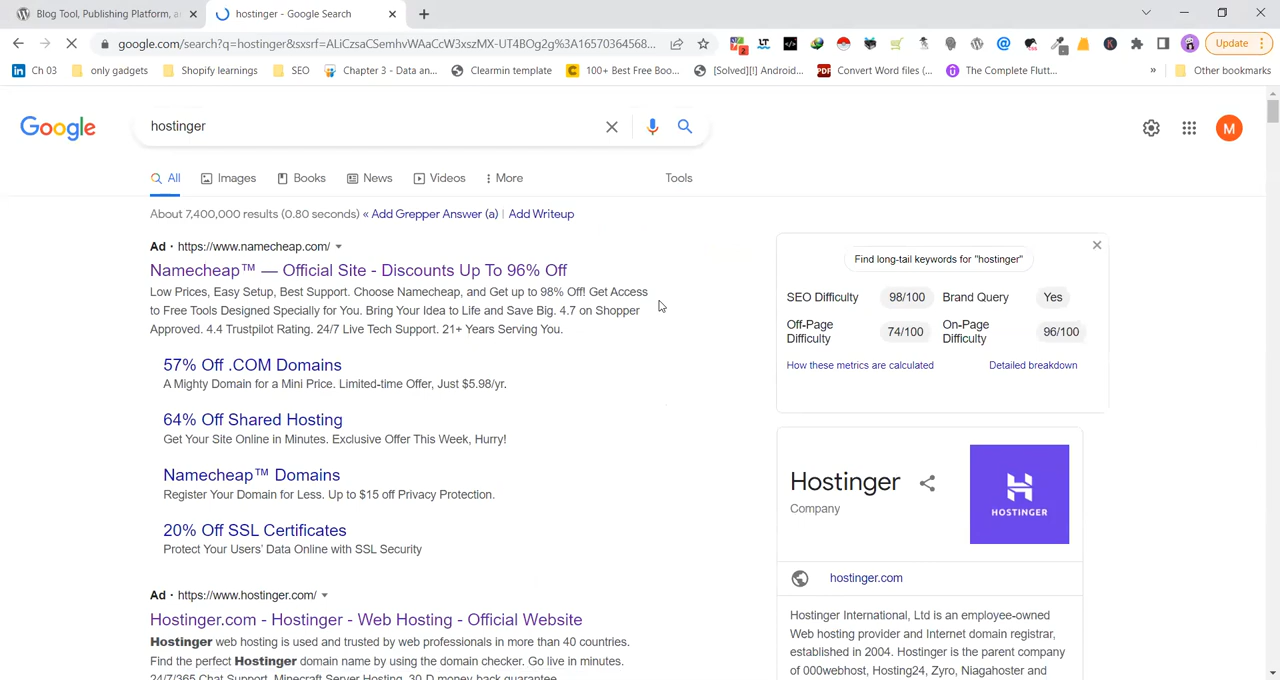 Blog Tool, Publishing Platform, a
hostinger - Google Search
google.com/search?q=hostinger&sxsrf=ALiCzsaCSemhvWAaCcW3xszMX-UT4BOg2g%3A16570364568...
Update
Ch 03
only gadgets
Shopify learnings
SEO
Chapter 3 - Data an...
Clearmin template
100+ Best Free Boo...
[Solved][!] Android...
Convert Word files (...
The Complete Flutt...
»
Other bookmarks
Google
hostinger
M
All
Images
Books
News
Videos
More
Tools
About 7,400,000 results (0.80 seconds) « Add Grepper Answer (a) | Add Writeup
Ad · https://www.namecheap.com/
Namecheap™ — Official Site - Discounts Up To 96% Off
Low Prices, Easy Setup, Best Support. Choose Namecheap, and Get up to 98% Off! Get Access
to Free Tools Designed Specially for You. Bring Your Idea to Life and Save Big. 4.7 on Shopper
Approved. 4.4 Trustpilot Rating. 24/7 Live Tech Support. 21+ Years Serving You.
57% Off .COM Domains
A Mighty Domain for a Mini Price. Limited-time Offer, Just $5.98/yr.
64% Off Shared Hosting
Get Your Site Online in Minutes. Exclusive Offer This Week, Hurry!
Namecheap™ Domains
Register Your Domain for Less. Up to $15 off Privacy Protection.
20% Off SSL Certificates
Protect Your Users' Data Online with SSL Security
Ad · https://www.hostinger.com/
Hostinger.com - Hostinger - Web Hosting - Official Website
Hostinger web hosting is used and trusted by web professionals in more than 40 countries.
Find the perfect Hostinger domain name by using the domain checker. Go live in minutes.
24/7/365 Chat Support. Minecraft Server Hosting. 30-D money back guarantee.
Find long-tail keywords for "hostinger"
SEO Difficulty 98/100 Brand Query Yes
Off-Page Difficulty 74/100 On-Page Difficulty 96/100
How these metrics are calculated
Detailed breakdown
Hostinger
Company
HOSTINGER
hostinger.com
Hostinger International, Ltd is an employee-owned
Web hosting provider and Internet domain registrar,
established in 2004. Hostinger is the parent company
of 000webhost, Hosting24, Zyro, Niagahoster and